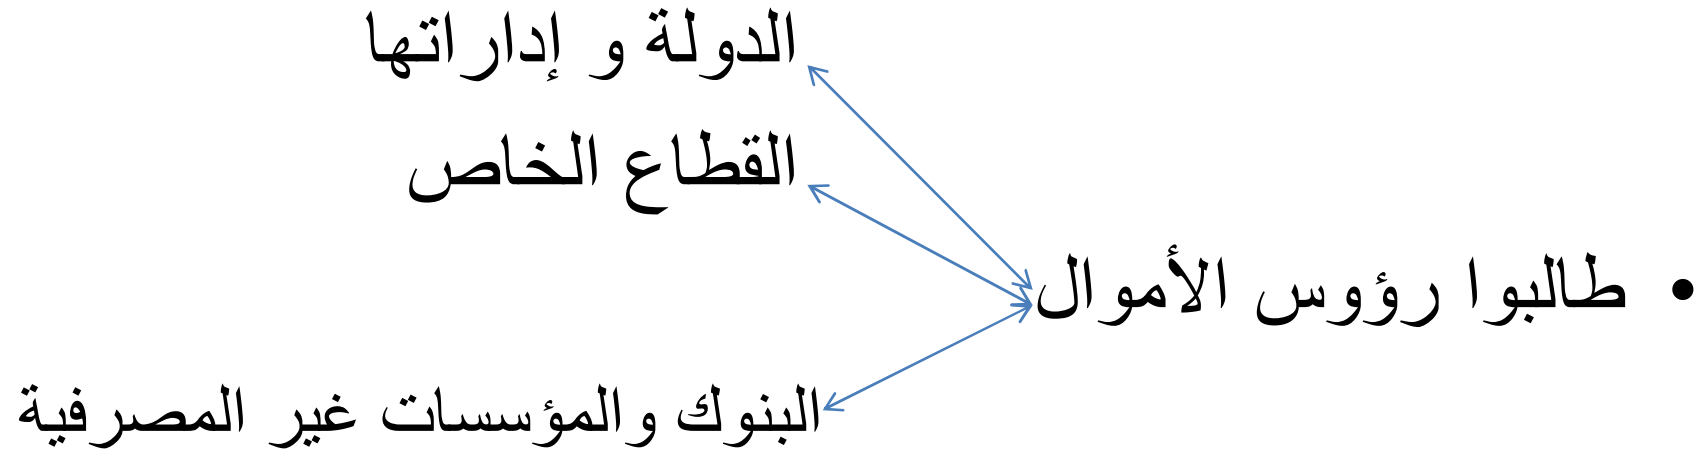 الدولة و إداراتها
القطاع الخاص
• طالبوا رؤوس الأموال
البنوك والمؤسسات غير المصرفية